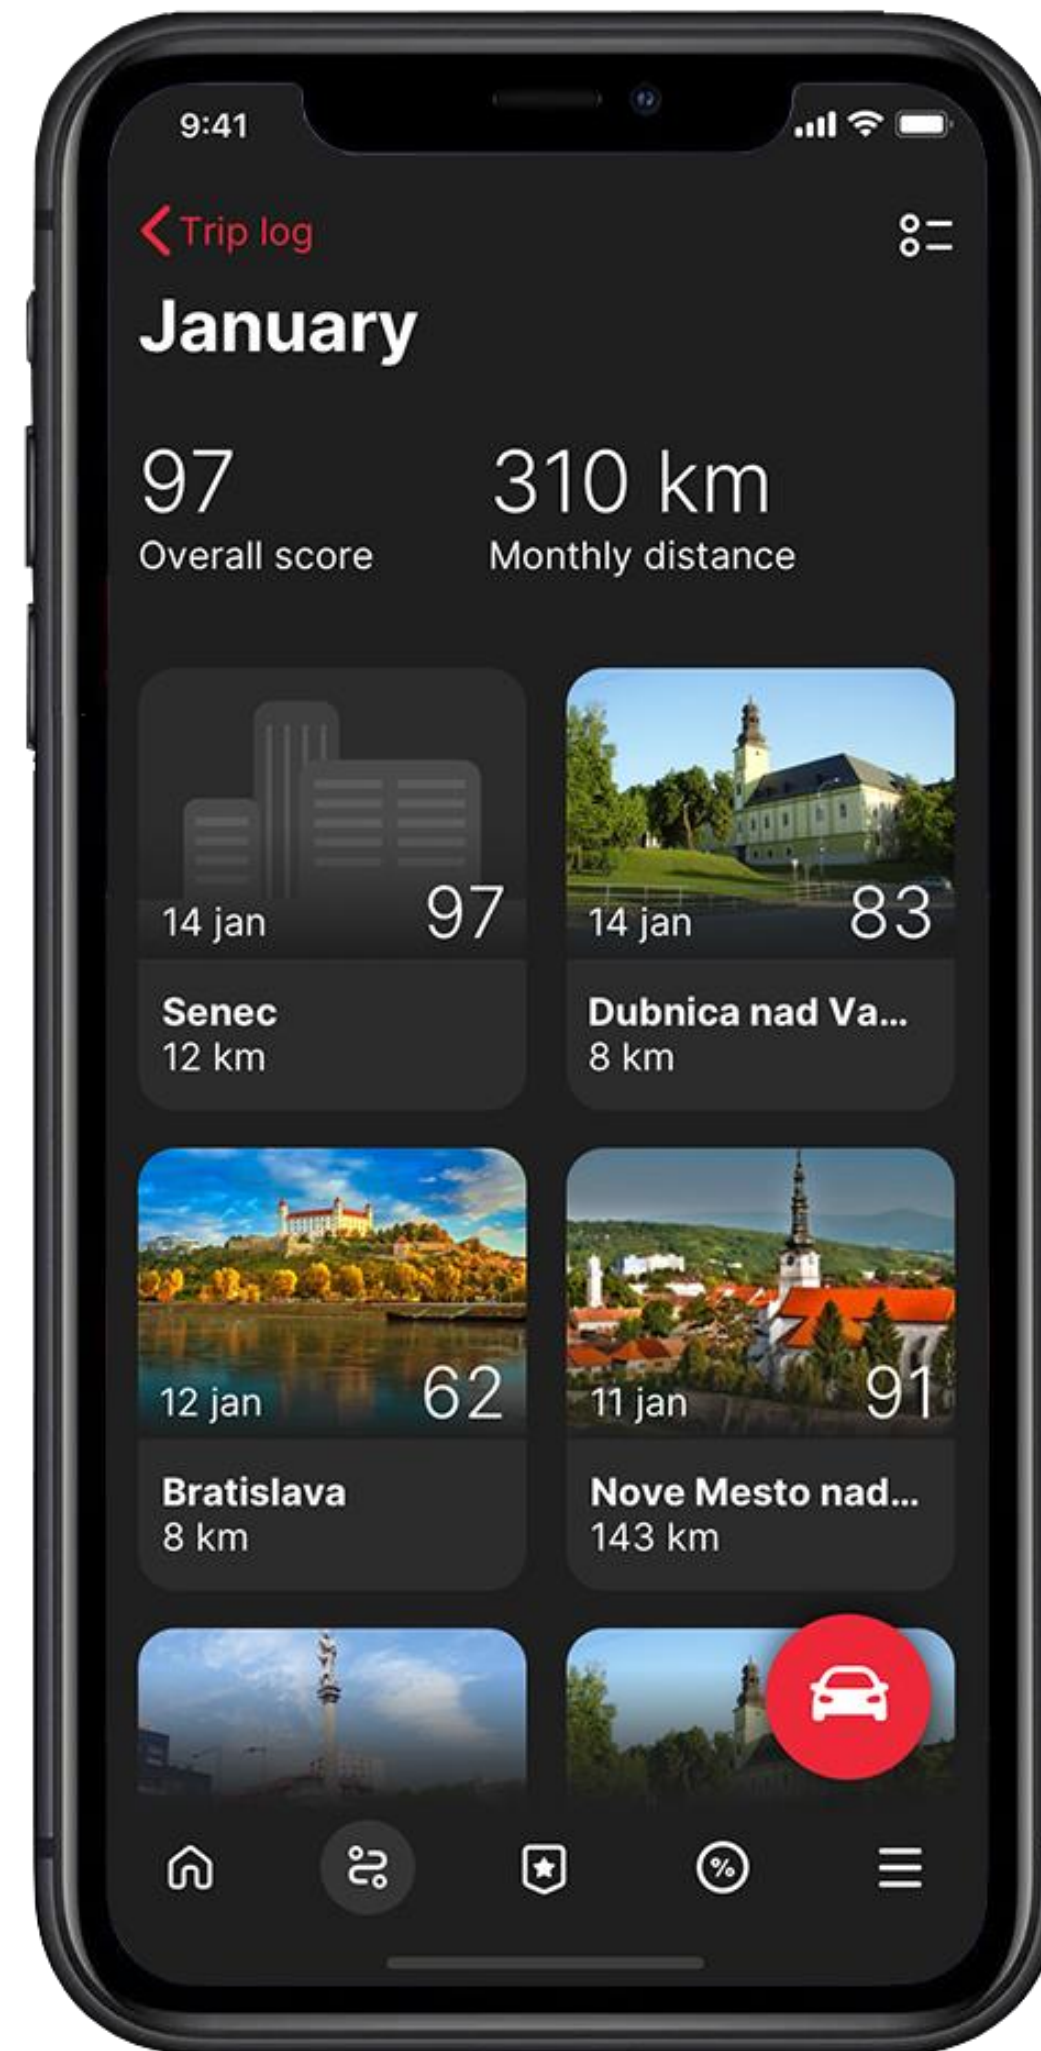 9:41
Trip log
January
97
310 km
Overall score
Monthly distance
14 jan
97
Senec
12 km
14 jan
83
Dubnica nad Va...
8 km
12 jan
62
Bratislava
8 km
11 jan
91
Nove Mesto nad...
143 km
%